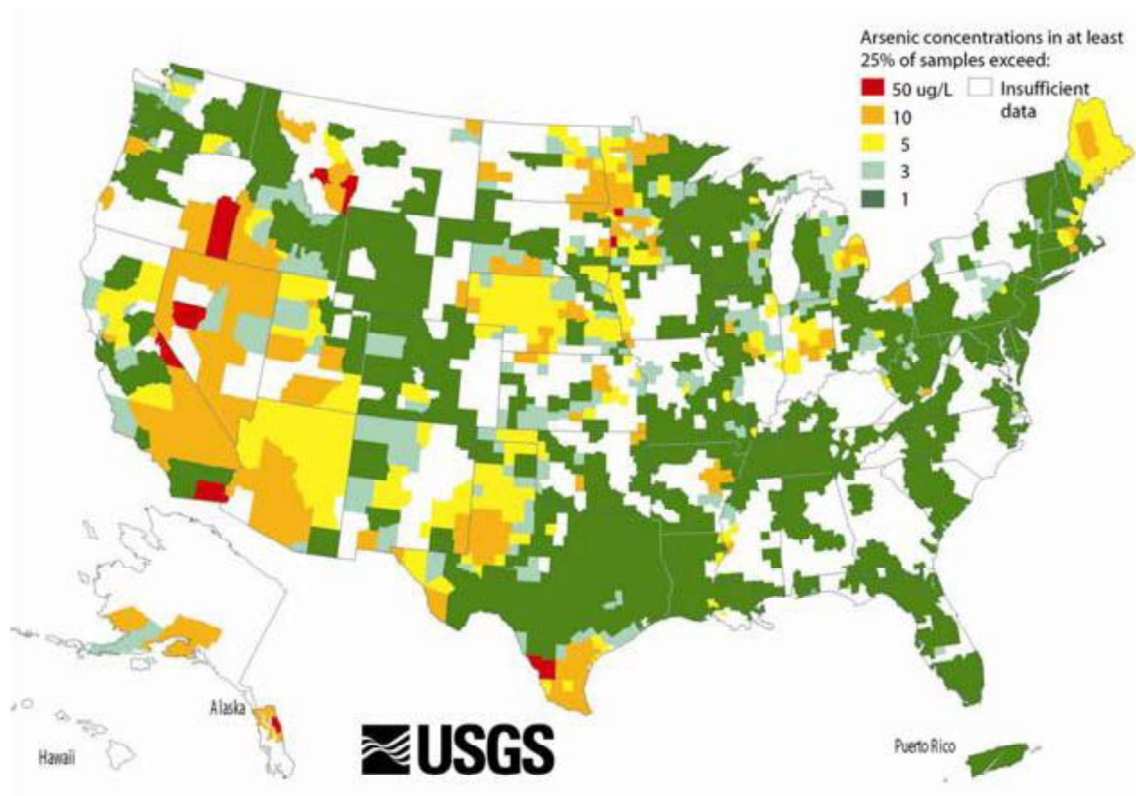 Arsenic concentrations in at least
25% of samples exceed:
50 ug/L
Insufficient
data
10
5
3
1
Alaska
Hawaii
USGS
Puerto Rico